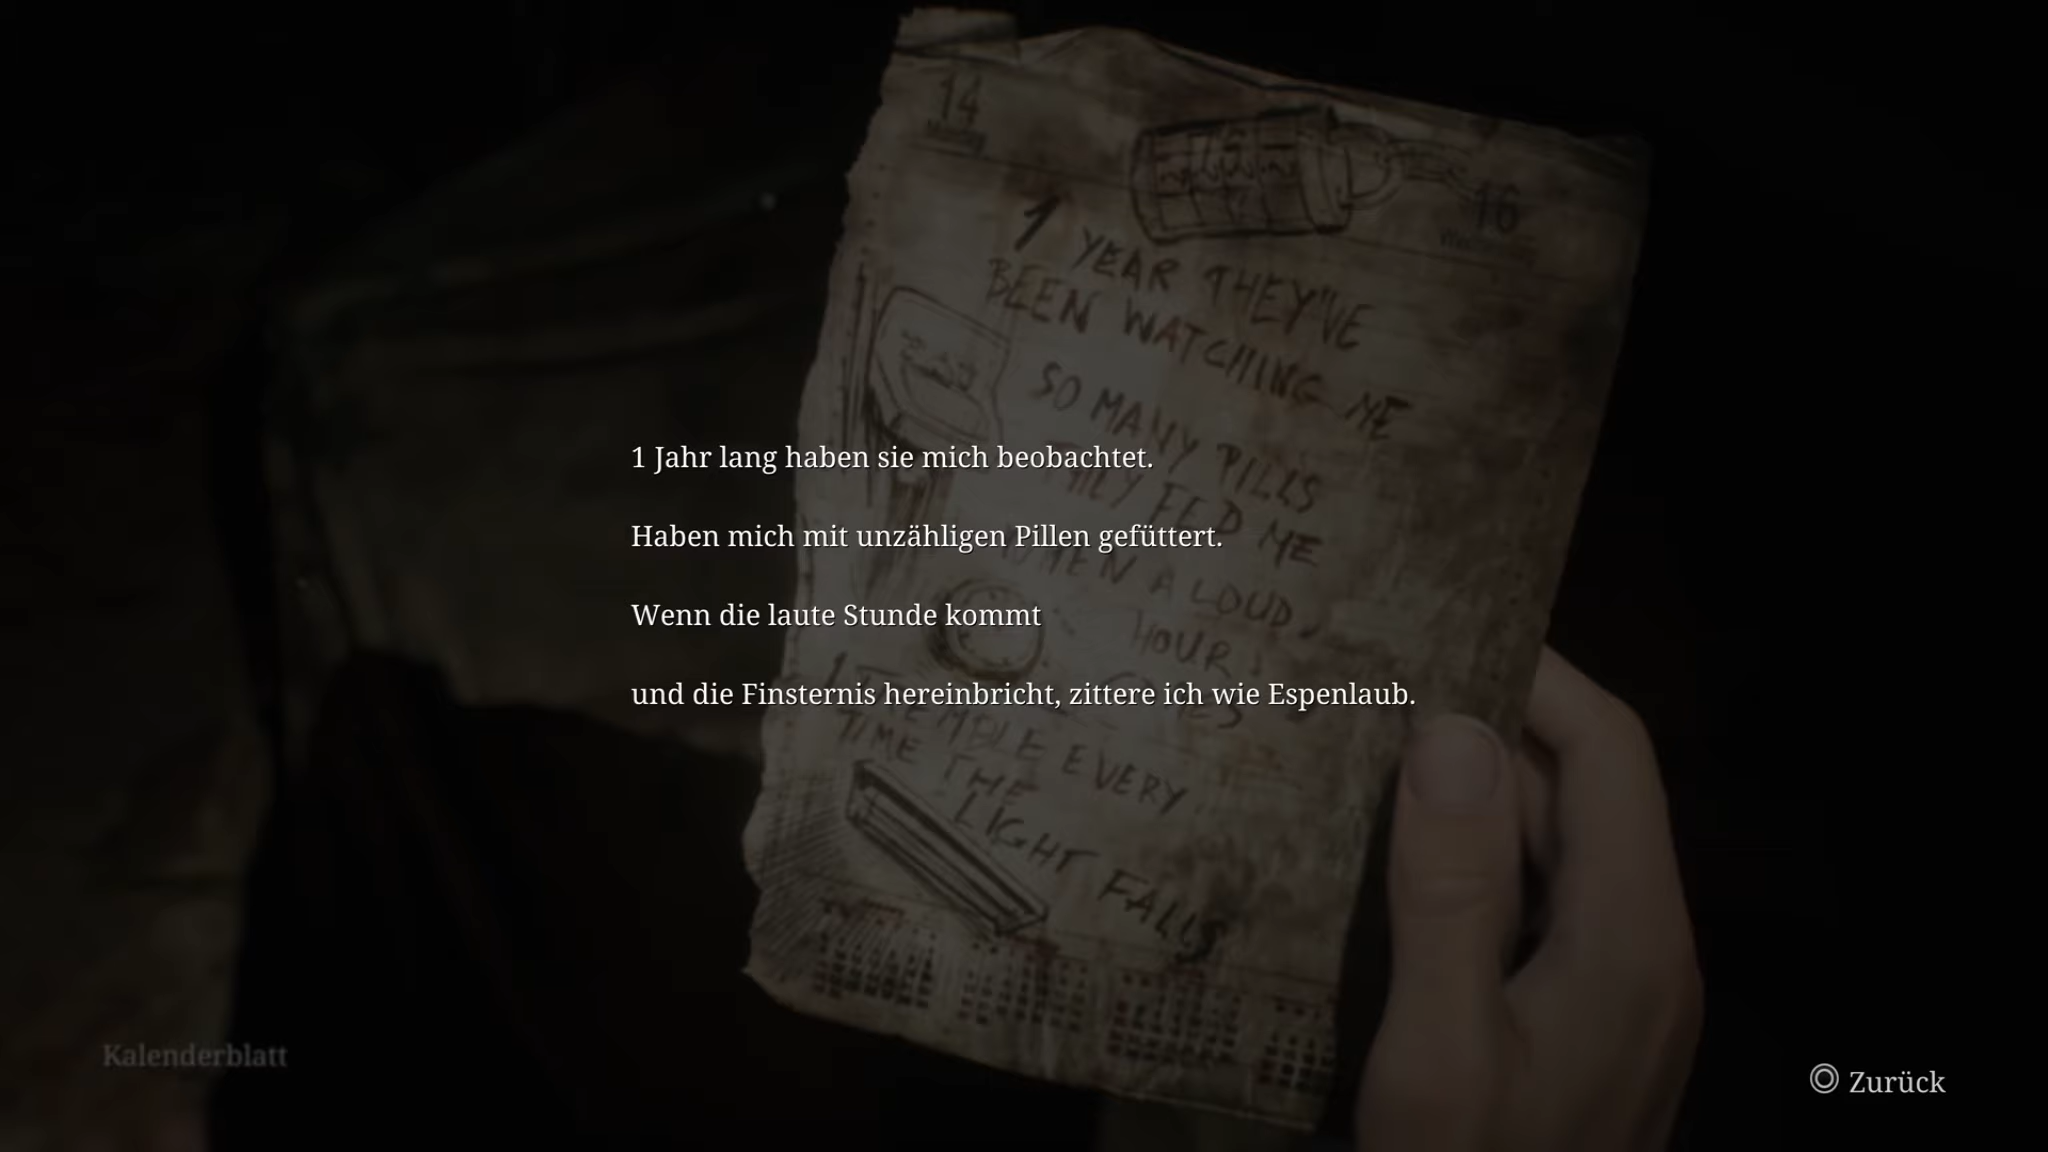 14
Monday
16
1 YEAR THEY'VE
BEEN WATCHING ME
SO MANY PILLS
THEY FED ME
WHEN A LOUD
HOUR
I TREMBLE EVERY
TIME THE
LIGHT FALLS
1 Jahr lang haben sie mich beobachtet.
Haben mich mit unzähligen Pillen gefüttert.
Wenn die laute Stunde kommt
und die Finsternis hereinbricht, zittere ich wie Espenlaub.
Kalenderblatt
Zurück